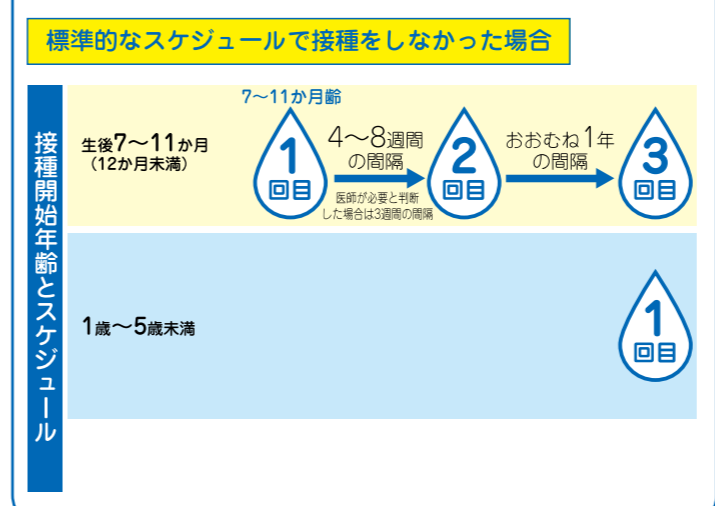 標準的なスケジュールで接種をしなかった場合
接種開始年齢とスケジュール
生後7〜11か月
（12か月未満）
7〜11か月齢
1
回目
4〜8週間
の間隔
医師が必要と判断
した場合は3週間の間隔
2
回目
おおむね1年
の間隔
3
回目
1歳〜5歳未満
1
回目